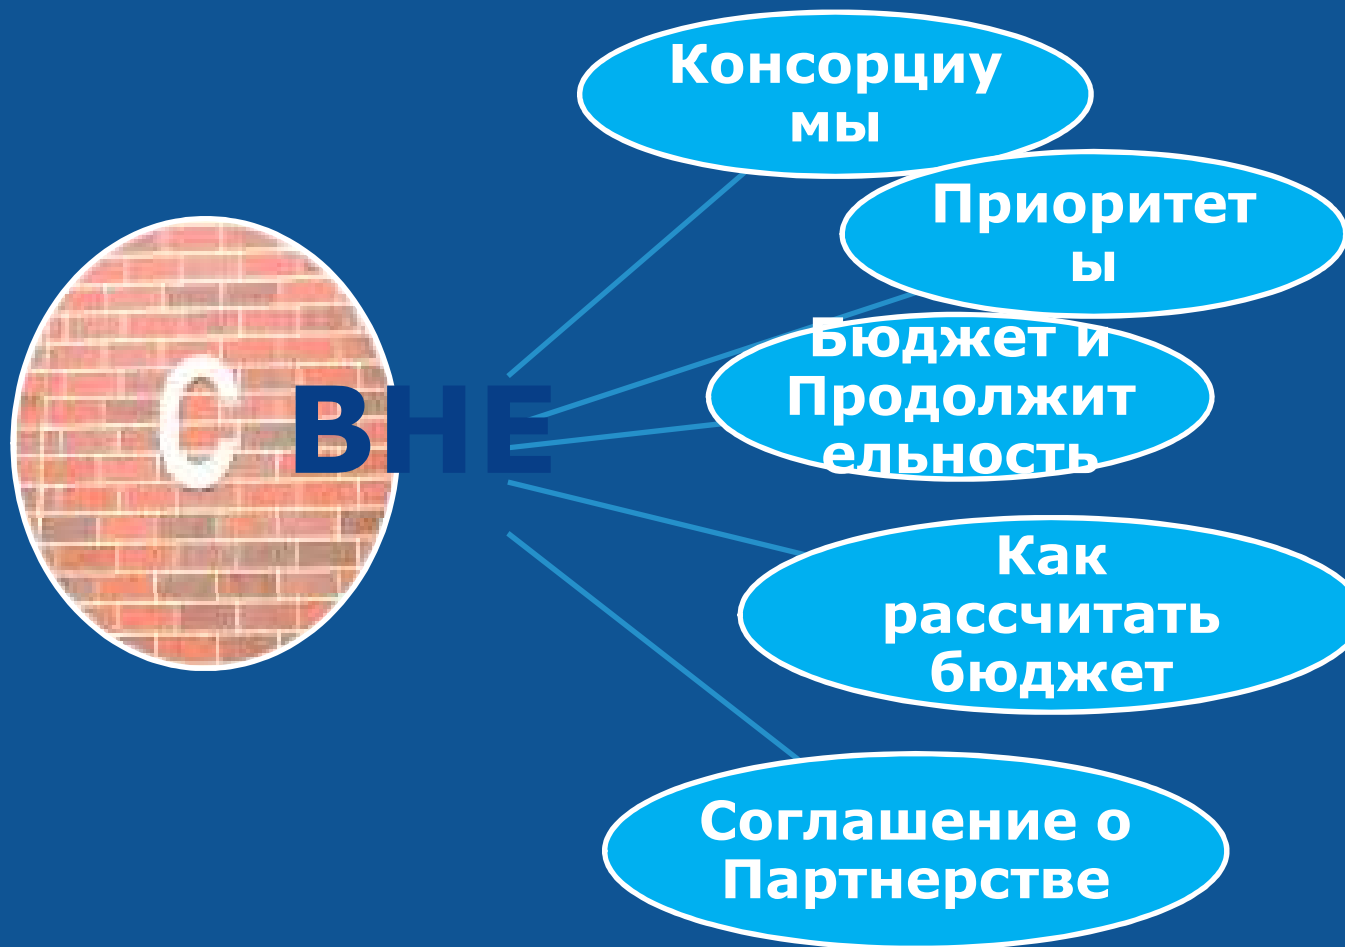 Консорциу
мы
Приоритет
ы
Бюджет и
Продолжит
ельность
С ВНЕ
Как
рассчитать
бюджет
Соглашение о
Партнерстве